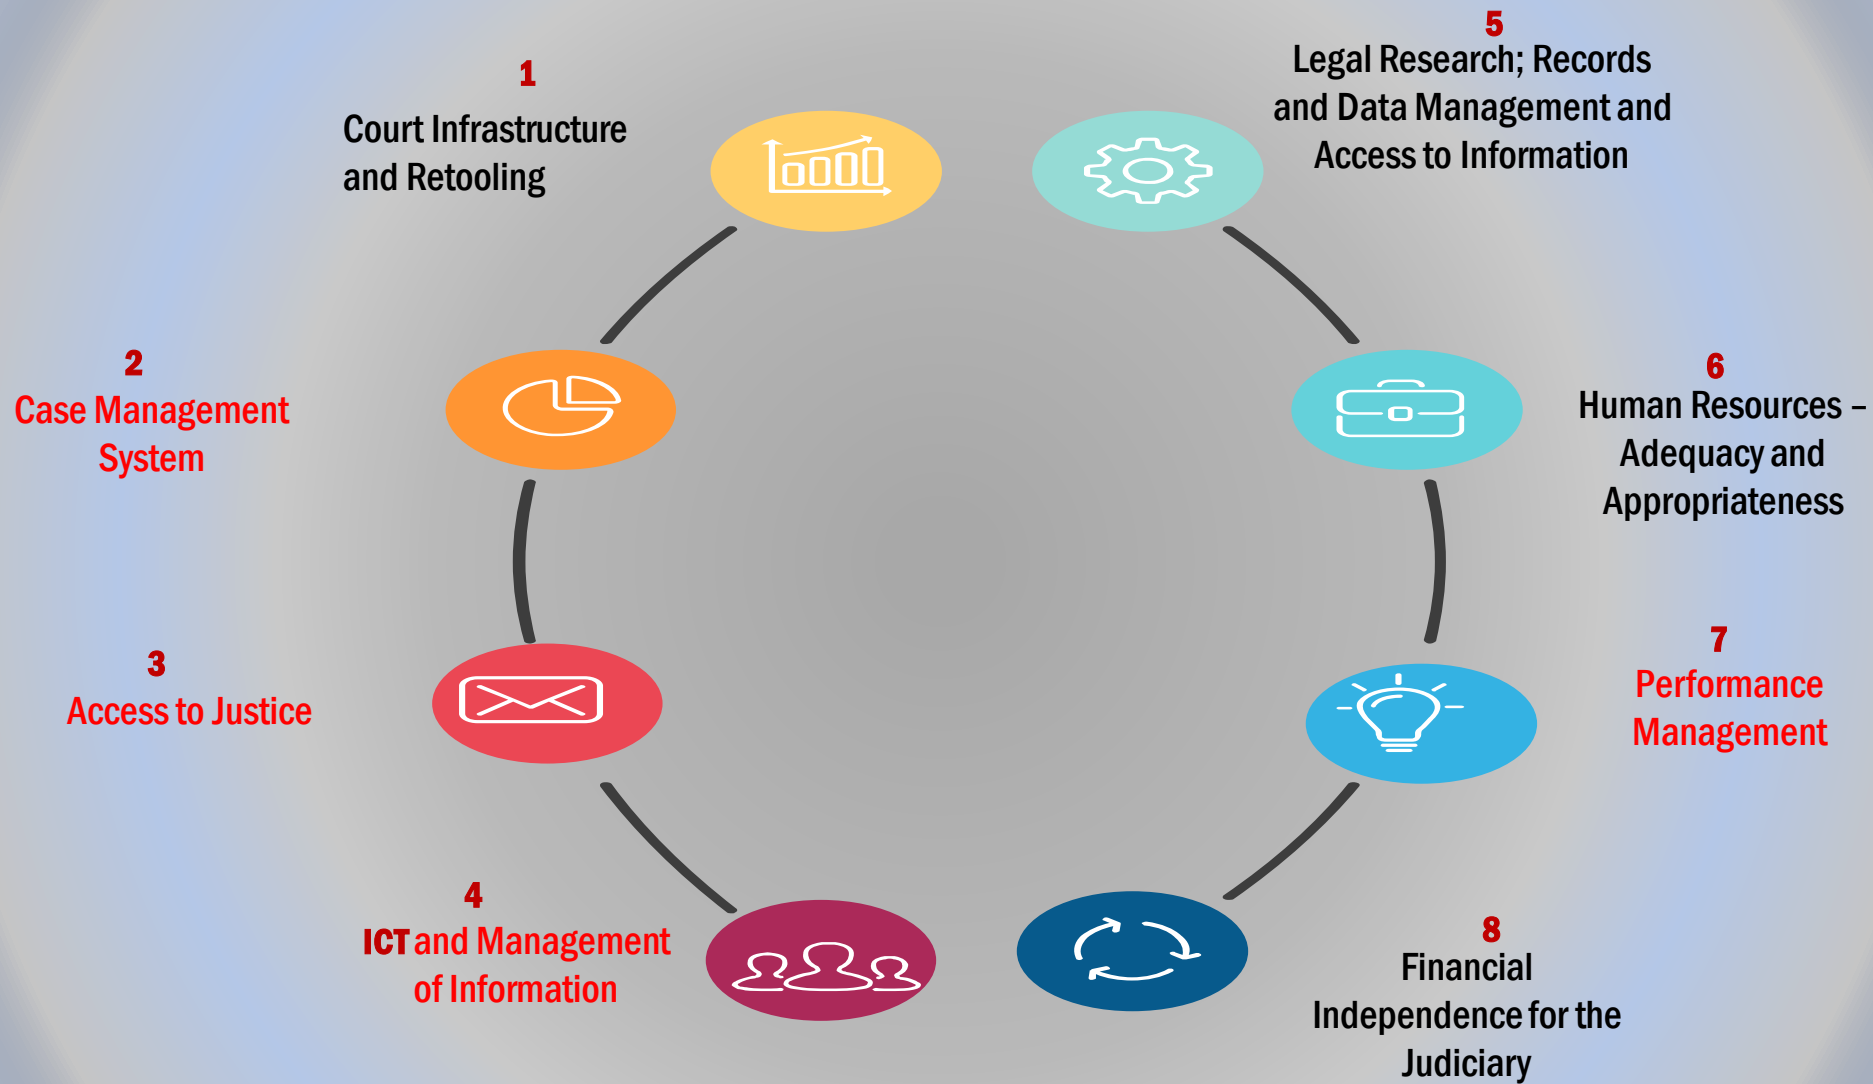 1
Court Infrastructure
and Retooling
2
Case Management
System
3
Access to Justice
4
ICT and Management
of Information
5
Legal Research; Records
and Data Management and
Access to Information
6
Human Resources –
Adequacy and
Appropriateness
7
Performance
Management
8
Financial
Independence for the
Judiciary